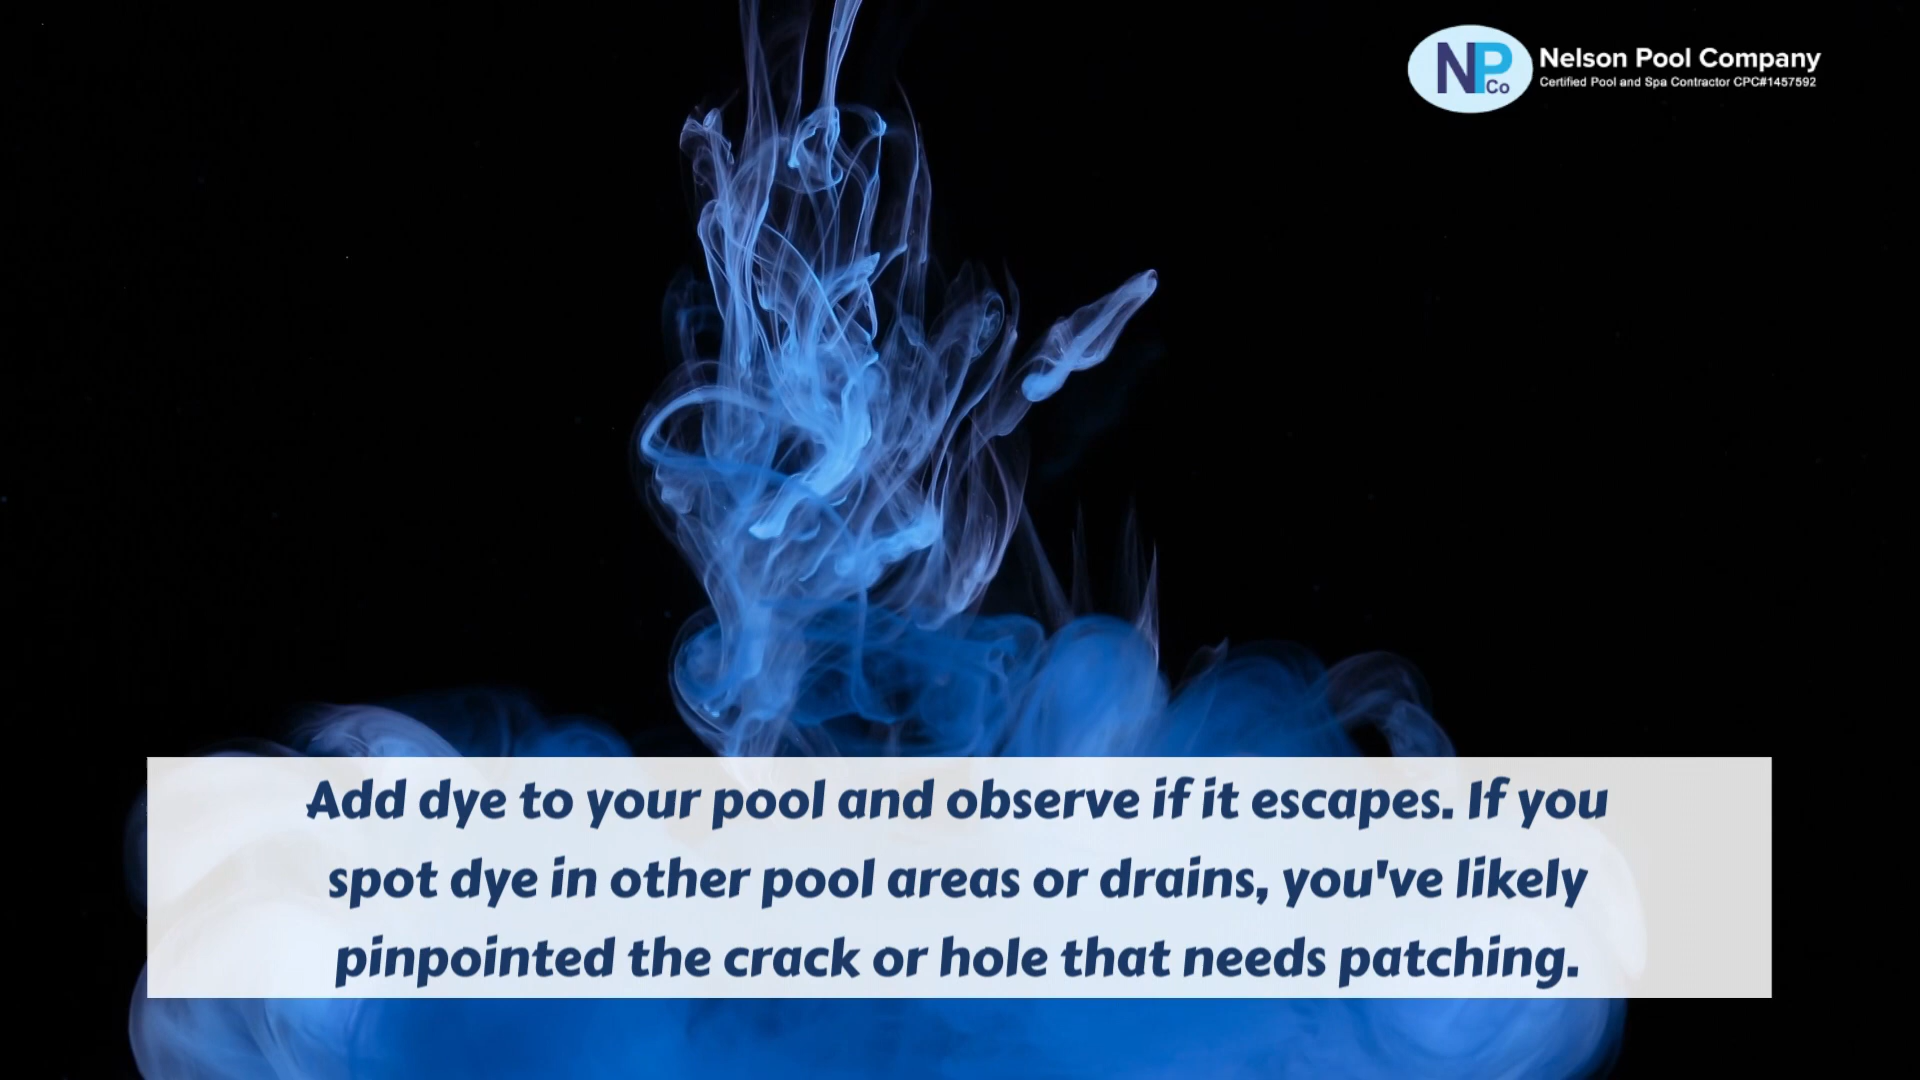 NP
Co
Nelson Pool Company
Certified Pool and Spa Contractor CPC#1457592
Add dye to your pool and observe if it escapes. If you
spot dye in other pool areas or drains, you've likely
pinpointed the crack or hole that needs patching.